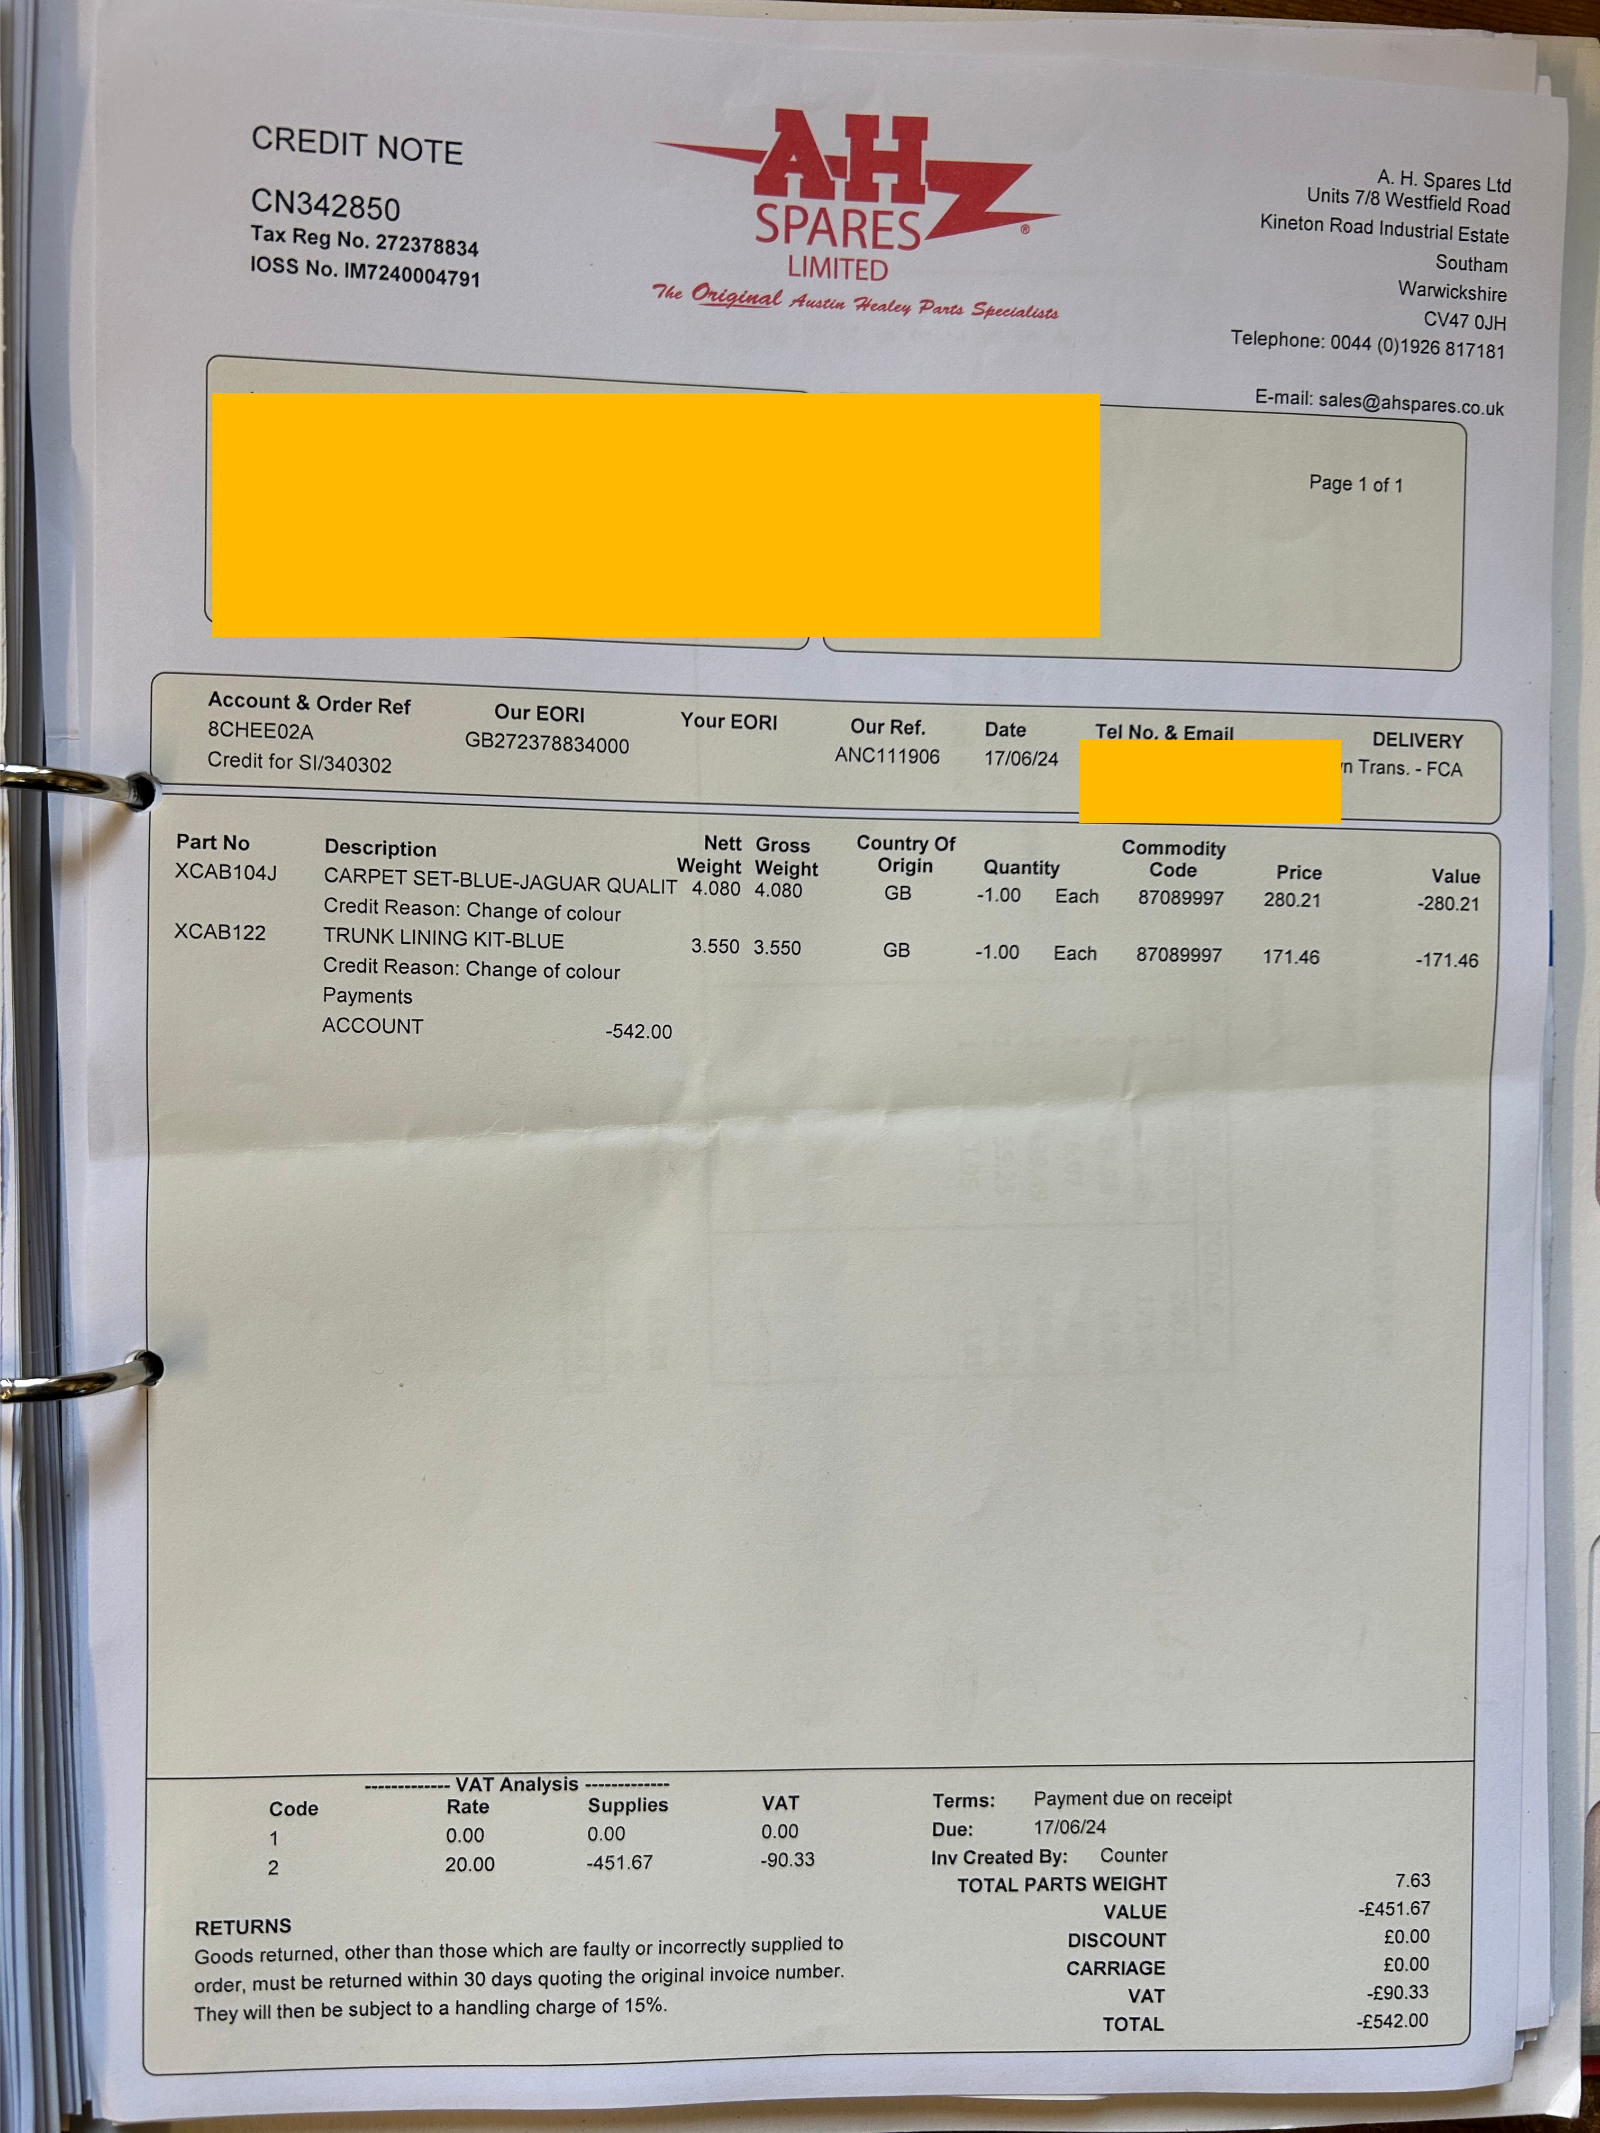 CREDIT NOTE
CN342850
Tax Reg No. 272378834
IOSS No. IM7240004791
AH
SPARES
®
LIMITED
The Original Austin Healey Parts Specialists
A. H. Spares Ltd
Units 7/8 Westfield Road
Kineton Road Industrial Estate
Southam
Warwickshire
CV47 0JH
Telephone: 0044 (0)1926 817181
E-mail: sales@ahspares.co.uk
Page 1 of 1
Account & Order Ref Our EORI Your EORI Our Ref. Date Tel No. & Email DELIVERY
8CHEE02A GB272378834000 ANC111906 17/06/24 Trans. - FCA
Credit for SI/340302
Part No Description Nett Weight Gross Weight Country Of Origin Quantity Commodity Code Price Value
XCAB104J CARPET SET-BLUE-JAGUAR QUALIT 4.080 4.080 GB -1.00 Each 87089997 280.21 -280.21
Credit Reason: Change of colour
XCAB122 TRUNK LINING KIT-BLUE 3.550 3.550 GB -1.00 Each 87089997 171.46 -171.46
Credit Reason: Change of colour
Payments
ACCOUNT -542.00
------------- VAT Analysis -------------
Code Rate Supplies VAT
1 0.00 0.00 0.00
2 20.00 -451.67 -90.33
RETURNS
Goods returned, other than those which are faulty or incorrectly supplied to
order, must be returned within 30 days quoting the original invoice number.
They will then be subject to a handling charge of 15%.
Terms: Payment due on receipt
Due: 17/06/24
Inv Created By: Counter
TOTAL PARTS WEIGHT 7.63
VALUE -£451.67
DISCOUNT £0.00
CARRIAGE £0.00
VAT -£90.33
TOTAL -£542.00